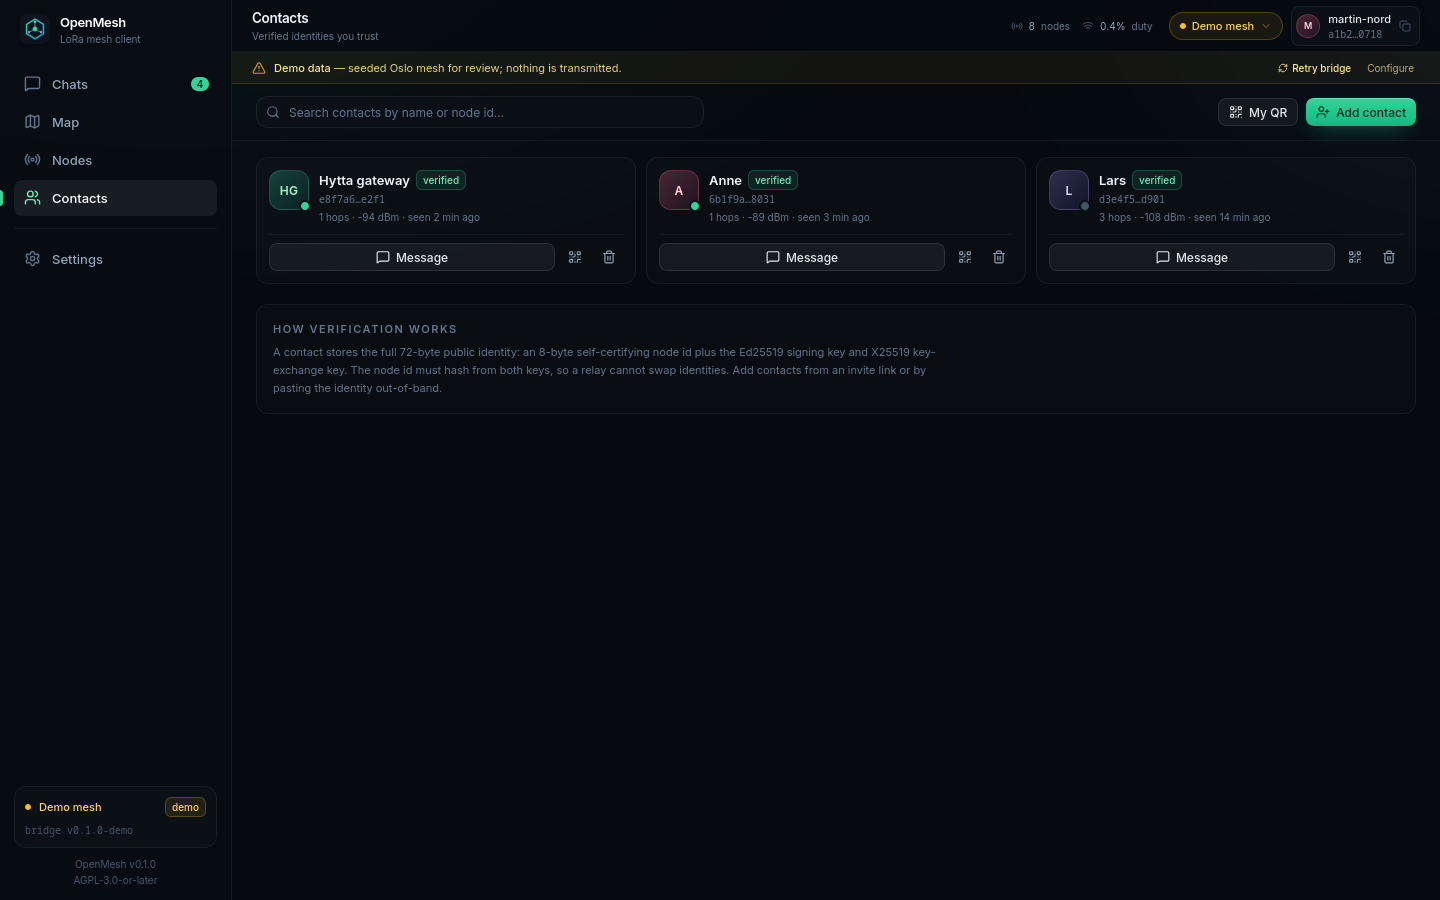 OpenMesh
LoRa mesh client
Chats
4
Map
Nodes
Contacts
Settings
Demo mesh
demo
bridge v0.1.0-demo
OpenMesh v0.1.0
AGPL-3.0-or-later
Contacts
Verified identities you trust
8 nodes
0.4% duty
Demo mesh
M
martin-nord
a1b2…0718
Demo data — seeded Oslo mesh for review; nothing is transmitted.
Retry bridge
Configure
Search contacts by name or node id...
My QR
Add contact
HG
Hytta gateway
verified
e8f7a6…e2f1
1 hops · -94 dBm · seen 2 min ago
Message
A
Anne
verified
6b1f9a…8031
1 hops · -89 dBm · seen 3 min ago
Message
L
Lars
verified
d3e4f5…d901
3 hops · -108 dBm · seen 14 min ago
Message
HOW VERIFICATION WORKS
A contact stores the full 72-byte public identity: an 8-byte self-certifying node id plus the Ed25519 signing key and X25519 key-
exchange key. The node id must hash from both keys, so a relay cannot swap identities. Add contacts from an invite link or by
pasting the identity out-of-band.